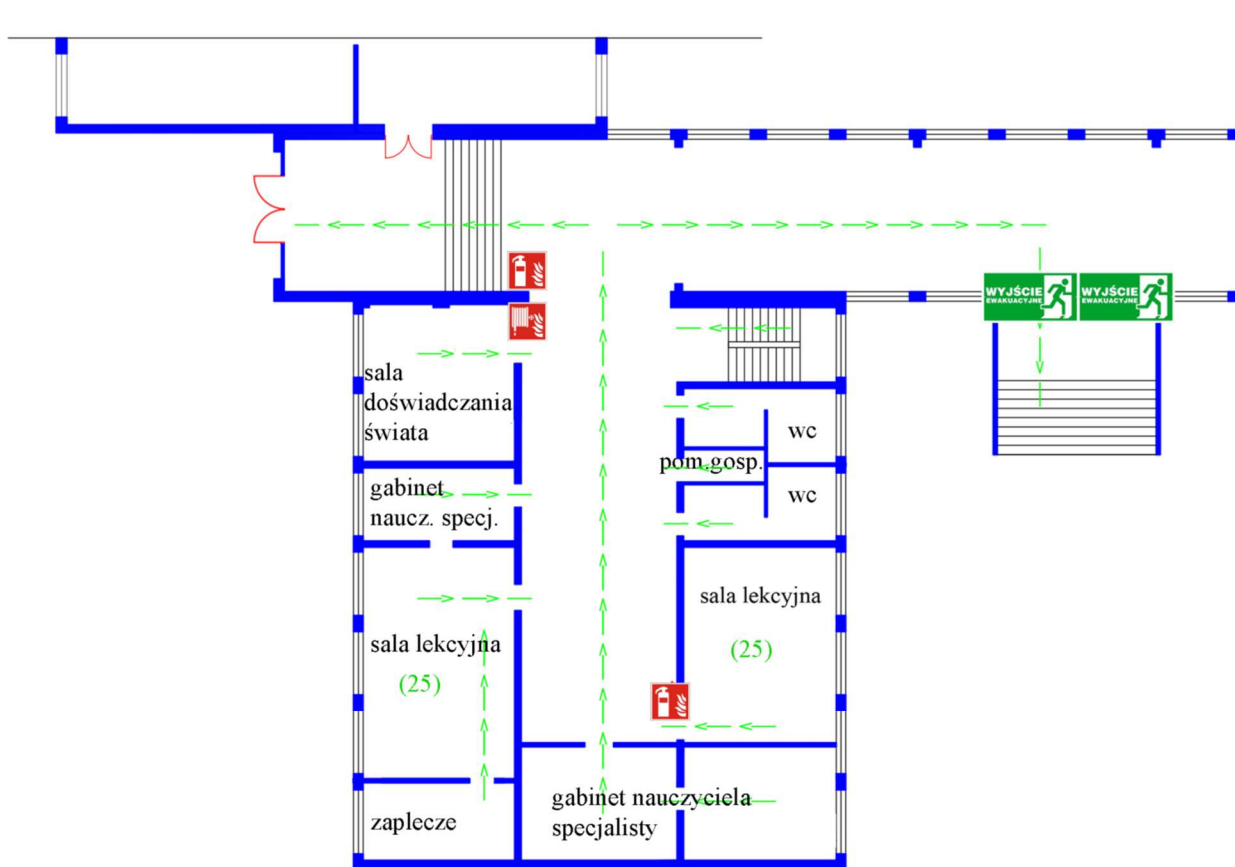 WYJŚCIE
EWAKUACYJNE
WYJŚCIE
EWAKUACYJNE
sala
doświadczania
świata
wc
pom.gosp.
gabinet
naucz. specj.
wc
sala lekcyjna
(25)
sala lekcyjna
(25)
gabinet nauczyciela
specjalisty
zaplecze